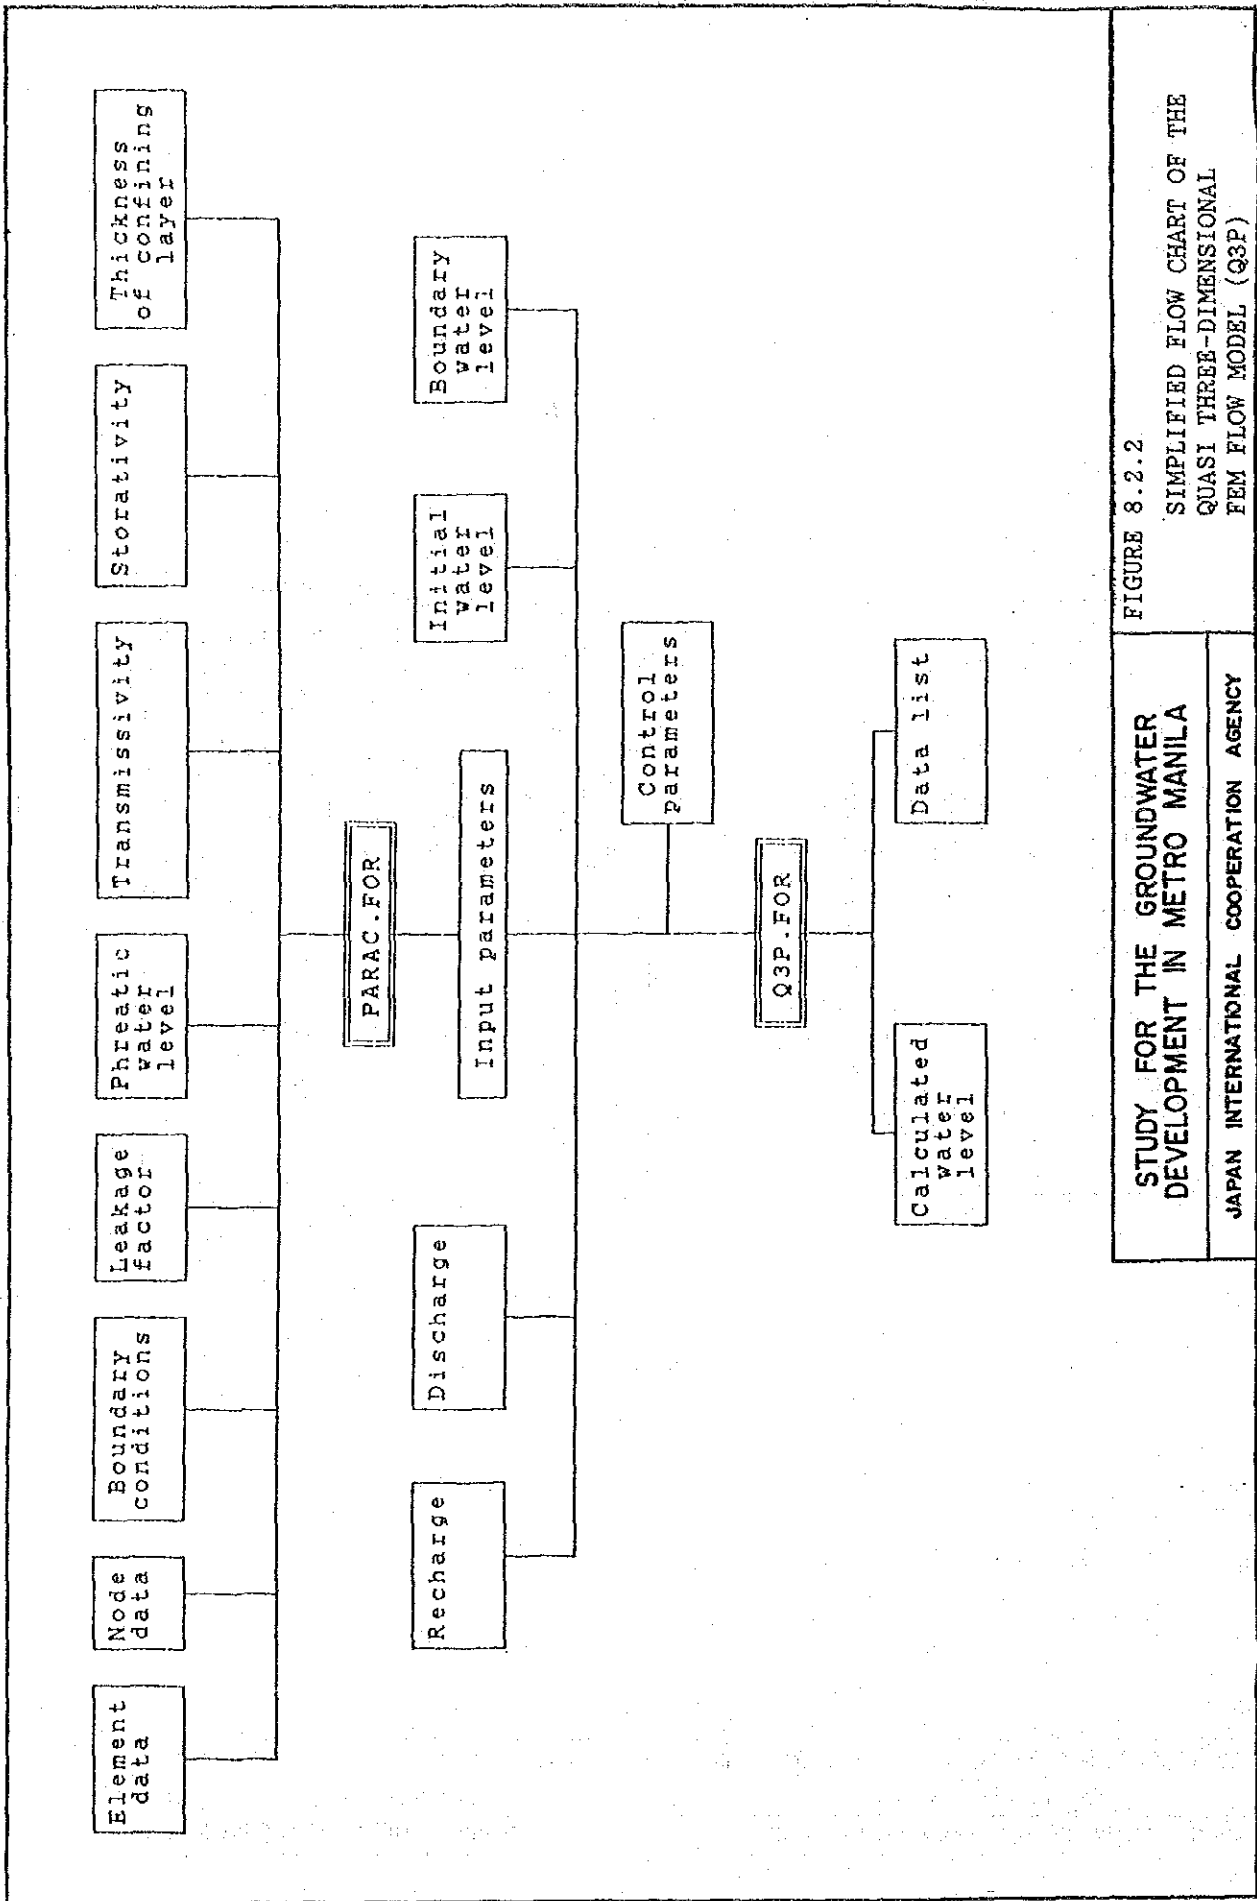 Element
data
Node
data
Boundary
conditions
Leakage
factor
Phreatic
water
level
Transmissivity
Storativity
Thickness
of confining
layer
PARAC.FOR
Input parameters
Recharge
Discharge
Initial
water
level
Boundary
water
level
Control
parameters
Q3P.FOR
Calculated
water
level
Data list
STUDY FOR THE GROUNDWATER
DEVELOPMENT IN METRO MANILA
JAPAN INTERNATIONAL COOPERATION AGENCY
FIGURE 8.2.2
SIMPLIFIED FLOW CHART OF THE
QUASI THREE-DIMENSIONAL
FEM FLOW MODEL (Q3P)